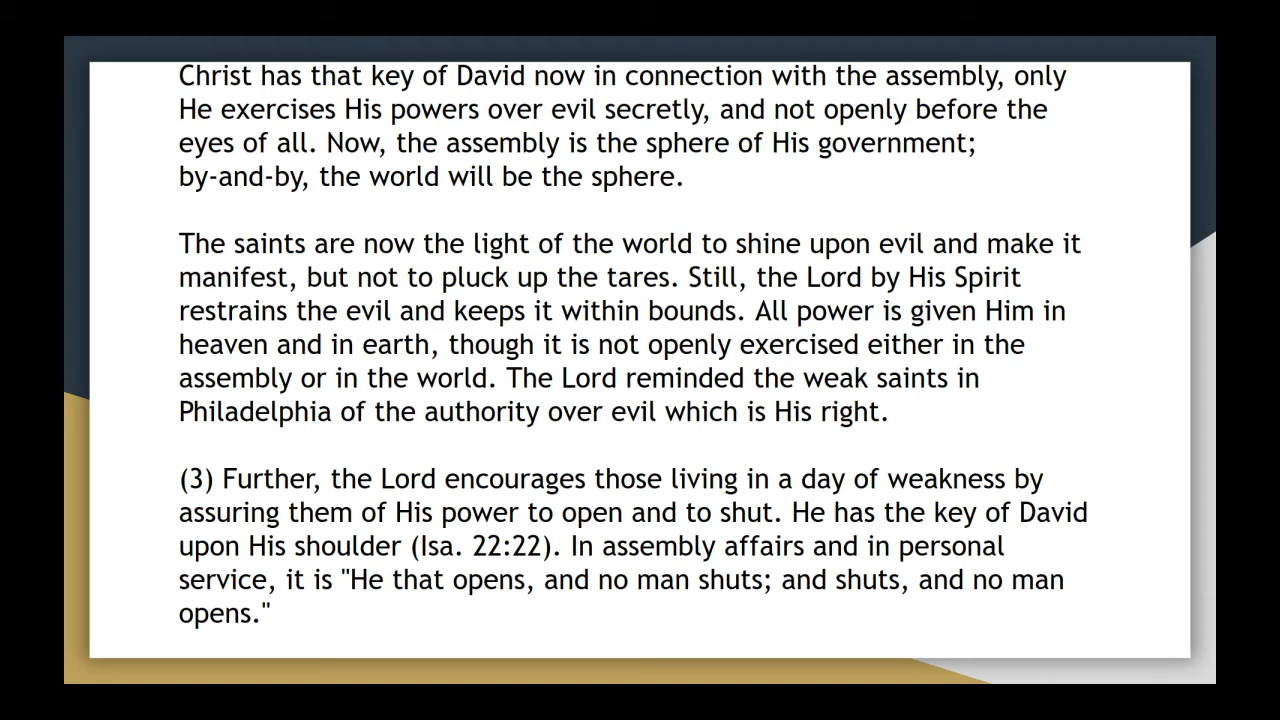 Christ has that key of David now in connection with the assembly, only
He exercises His powers over evil secretly, and not openly before the
eyes of all. Now, the assembly is the sphere of His government;
by-and-by, the world will be the sphere.
The saints are now the light of the world to shine upon evil and make it
manifest, but not to pluck up the tares. Still, the Lord by His Spirit
restrains the evil and keeps it within bounds. All power is given Him in
heaven and in earth, though it is not openly exercised either in the
assembly or in the world. The Lord reminded the weak saints in
Philadelphia of the authority over evil which is His right.
(3) Further, the Lord encourages those living in a day of weakness by
assuring them of His power to open and to shut. He has the key of David
upon His shoulder (Isa. 22:22). In assembly affairs and in personal
service, it is "He that opens, and no man shuts; and shuts, and no man
opens."